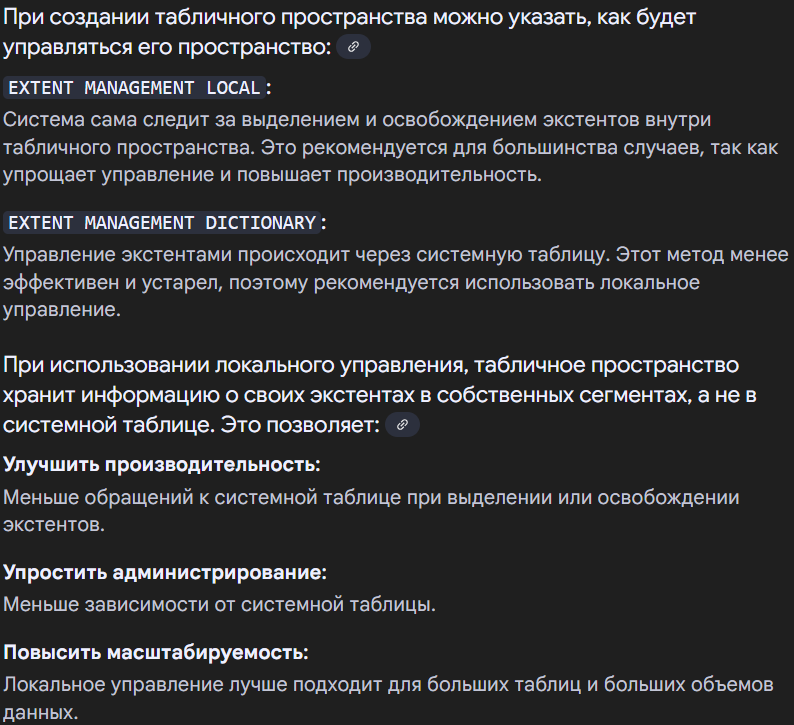 При создании табличного пространства можно указать, как будет
управляться его пространство:
EXTENT MANAGEMENT LOCAL:
Система сама следит за выделением и освобождением экстентов внутри
табличного пространства. Это рекомендуется для большинства случаев, так как
упрощает управление и повышает производительность.
EXTENT MANAGEMENT DICTIONARY:
Управление экстентами происходит через системную таблицу. Этот метод менее
эффективен и устарел, поэтому рекомендуется использовать локальное
управление.
При использовании локального управления, табличное пространство
хранит информацию о своих экстентах в собственных сегментах, а не в
системной таблице. Это позволяет:
Улучшить производительность:
Меньше обращений к системной таблице при выделении или освобождении
экстентов.
Упростить администрирование:
Меньше зависимости от системной таблицы.
Повысить масштабируемость:
Локальное управление лучше подходит для больших таблиц и больших объемов
данных.